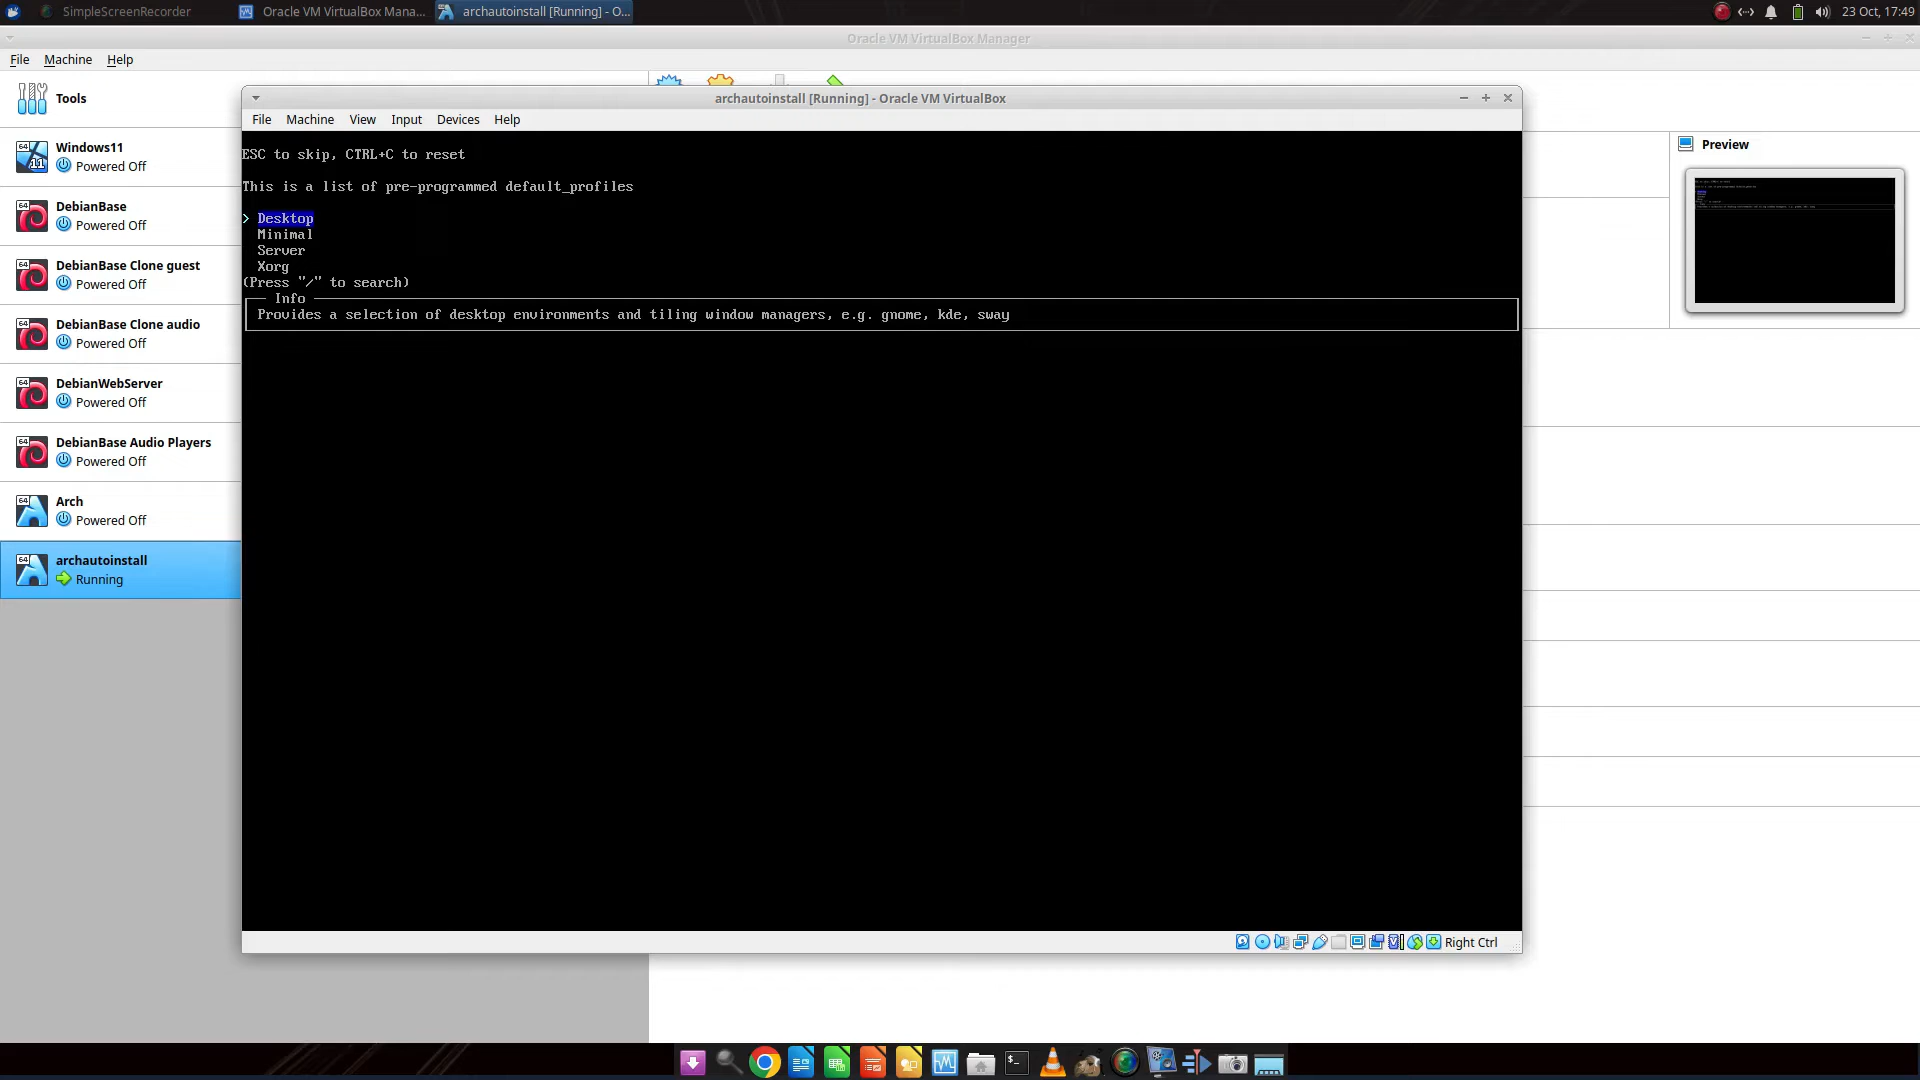 SimpleScreenRecorder
Oracle VM VirtualBox Mana...
archautoinstall [Running] - O...
23 Oct, 17:49
Oracle VM VirtualBox Manager
File Machine Help
Tools
Windows11
Powered Off
DebianBase
Powered Off
DebianBase Clone guest
Powered Off
DebianBase Clone audio
Powered Off
DebianWebServer
Powered Off
DebianBase Audio Players
Powered Off
Arch
Powered Off
archautoinstall
Running
archautoinstall [Running] - Oracle VM VirtualBox
File Machine View Input Devices Help
ESC to skip, CTRL+C to reset
This is a list of pre-programmed default_profiles
> Desktop
Minimal
Server
Xorg
(Press "/" to search)
Info
Provides a selection of desktop environments and tiling window managers, e.g. gnome, kde, sway
Right Ctrl
Preview